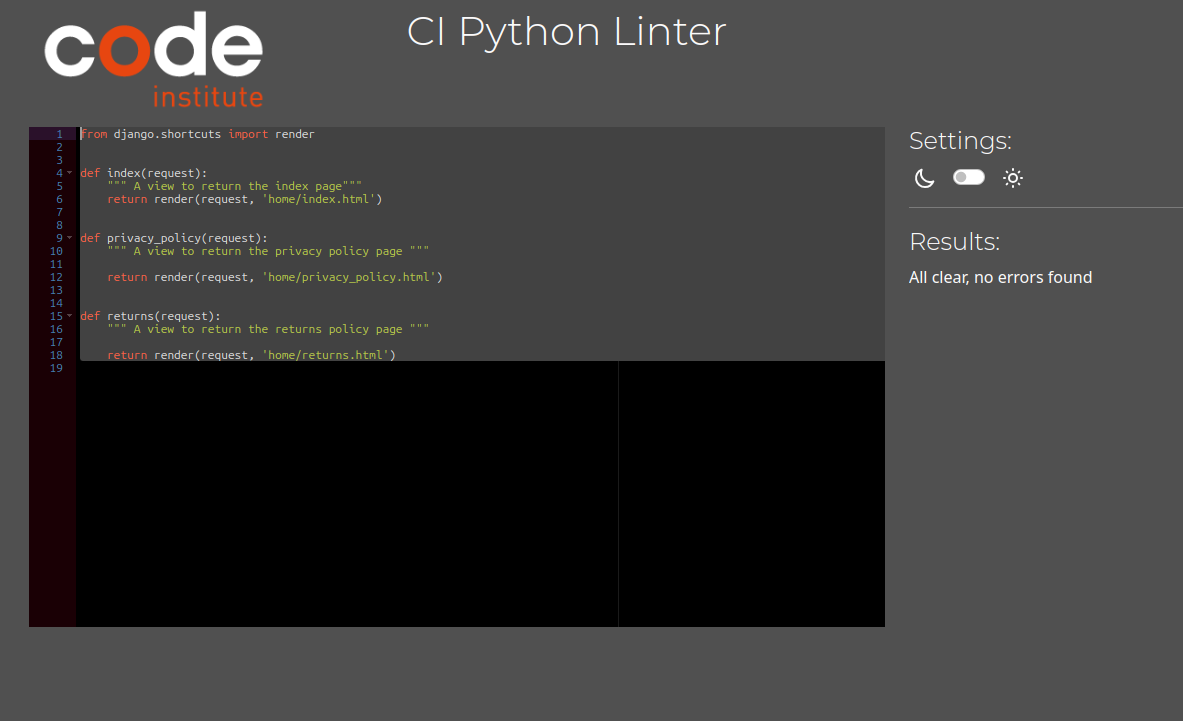 code
institute
CI Python Linter
1 from django.shortcuts import render
2
3
4 def index(request):
5     """ A view to return the index page"""
6     return render(request, 'home/index.html')
7
8
9 def privacy_policy(request):
10     """ A view to return the privacy policy page """
11
12     return render(request, 'home/privacy_policy.html')
13
14
15 def returns(request):
16     """ A view to return the returns policy page """
17
18     return render(request, 'home/returns.html')
19
Settings:
Results:
All clear, no errors found